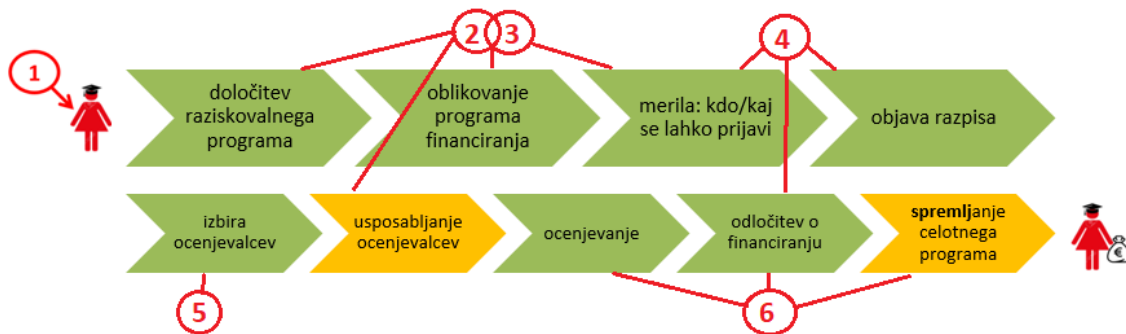 1
2
3
4
določitev
raziskovalnega
programa
oblikovanje
programa
financiranja
merila: kdo/kaj
se lahko prijavi
objava razpisa
izbira
ocenjevalcev
usposabljanje
ocenjevalcev
ocenjevanje
odločitev o
financiranju
spremljanje
celotnega
programa
€
5
6